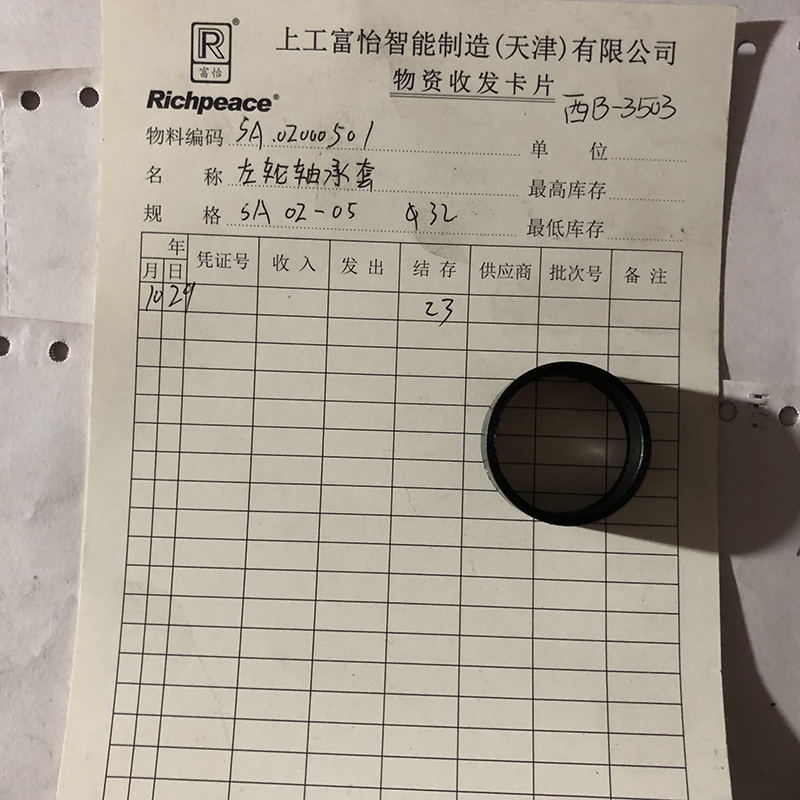 R®
富怡
Richpeace®
上工富怡智能制造(天津)有限公司
物资收发卡片
西B-3503
物料编码 SA.02000501 单 位
名 称 左轮轴承套 最高库存
规 格 SA 02-05 φ32 最低库存
年 凭证号 收入 发出 结存 供应商 批次号 备注
月 日
10 29 23